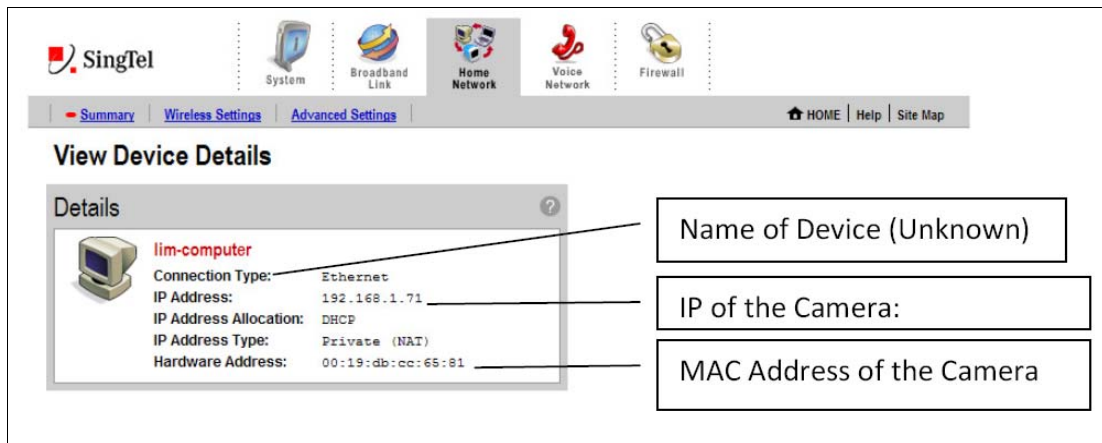 SingTel
System
Broadband
Link
Home
Network
Voice
Network
Firewall
Summary Wireless Settings Advanced Settings HOME Help Site Map
View Device Details
Details ?
lim-computer
Connection Type: Ethernet
IP Address: 192.168.1.71
IP Address Allocation: DHCP
IP Address Type: Private (NAT)
Hardware Address: 00:19:db:cc:65:81
Name of Device (Unknown)
IP of the Camera:
MAC Address of the Camera